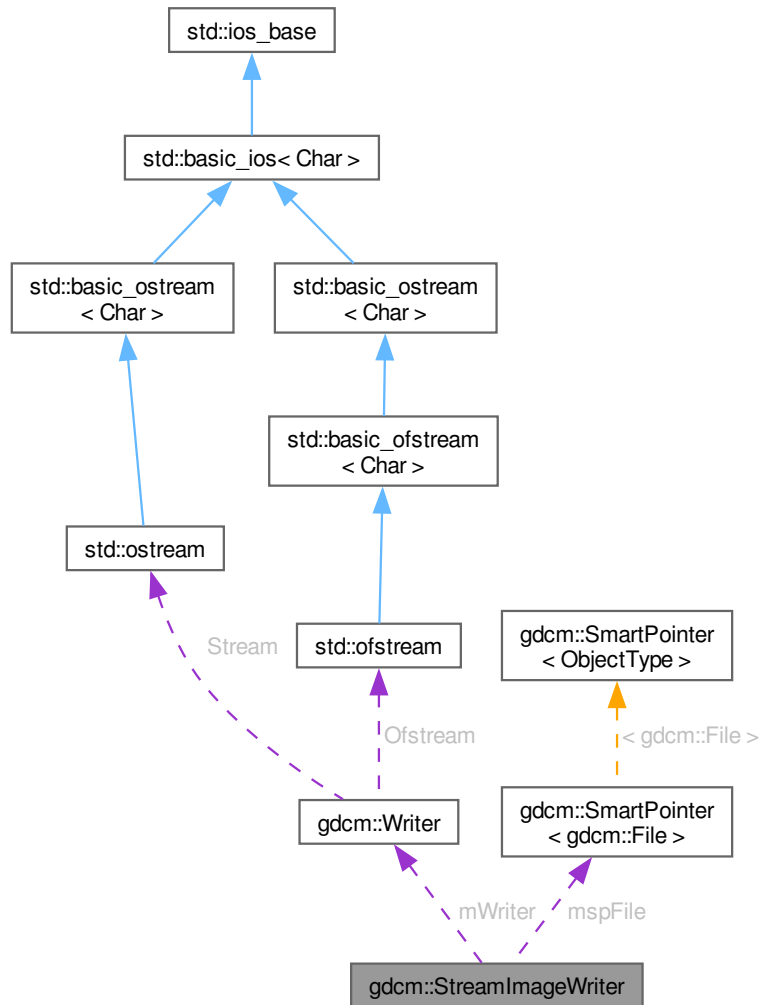 std::ios_base
std::basic_ios< Char >
std::basic_ostream
< Char >
std::basic_ostream
< Char >
std::basic_ofstream
< Char >
std::ostream
std::ofstream
gdcm::SmartPointer
< ObjectType >
Stream
Ofstream
< gdcm::File >
gdcm::Writer
gdcm::SmartPointer
< gdcm::File >
mWriter
mspFile
gdcm::StreamImageWriter